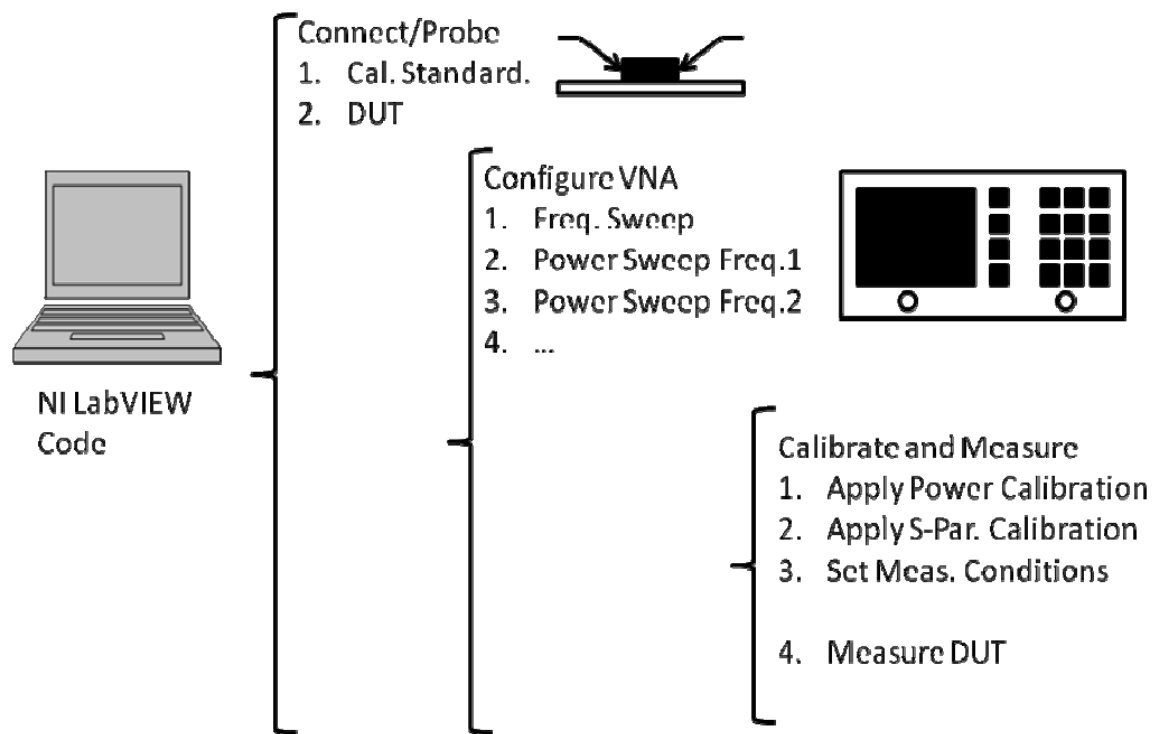 Connect/Probe
1. Cal. Standard.
2. DUT
Configure VNA
1. Freq. Sweep
2. Power Sweep Freq.1
3. Power Sweep Freq.2
4. ...
NI LabVIEW
Code
Calibrate and Measure
1. Apply Power Calibration
2. Apply S-Par. Calibration
3. Set Meas. Conditions
4. Measure DUT